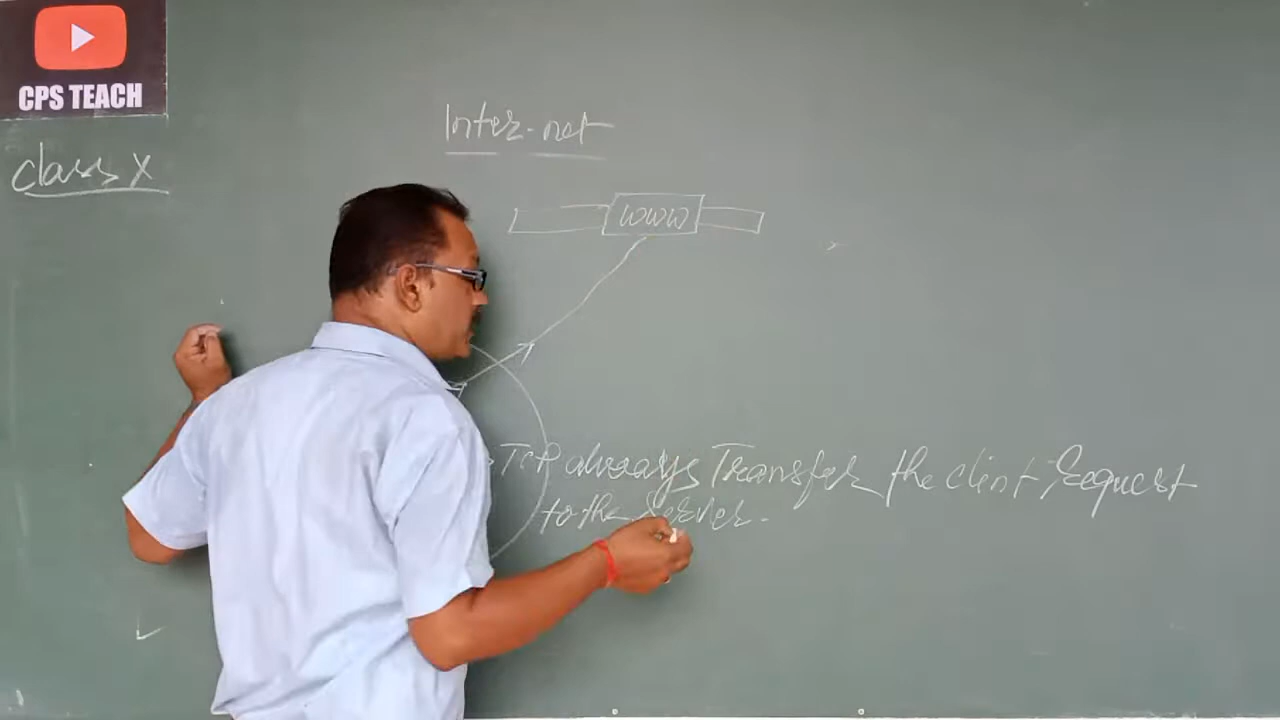 CPS TEACH
class X
Inter-net
WWW
TCP always Transfer the client Request
to the Server.